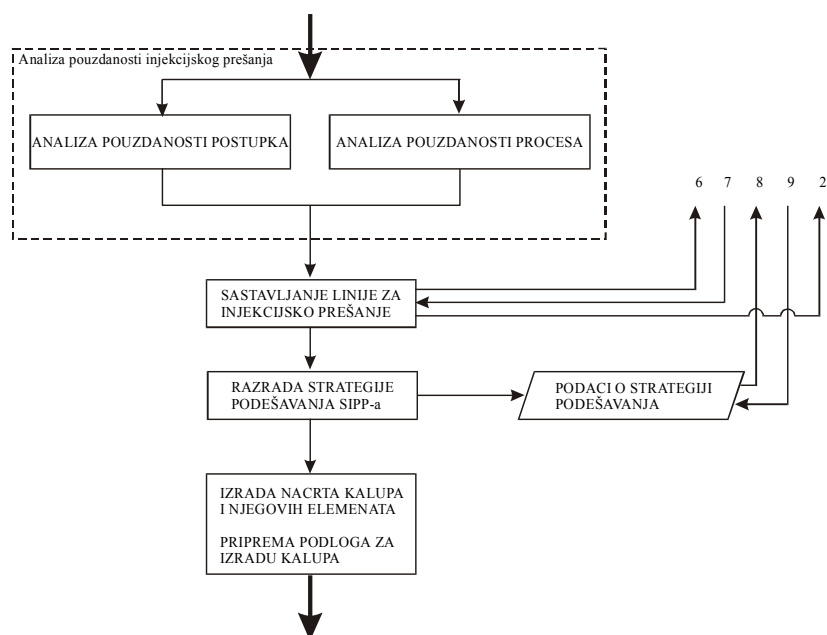 Analiza pouzdanosti injekcijskog prešanja
ANALIZA POUZDANOSTI POSTUPKA
ANALIZA POUZDANOSTI PROCESA
6 7 8 9 2
SASTAVLJANJE LINIJE ZA
INJEKCIJSKO PREŠANJE
RAZRADA STRATEGIJE
PODEŠAVANJA SIPP-a
PODACI O STRATEGIJI
PODEŠAVANJA
IZRADA NACRTA KALUPA
I NJEGOVIH ELEMENATA
PRIPREMA PODLOGA ZA
IZRADU KALUPA